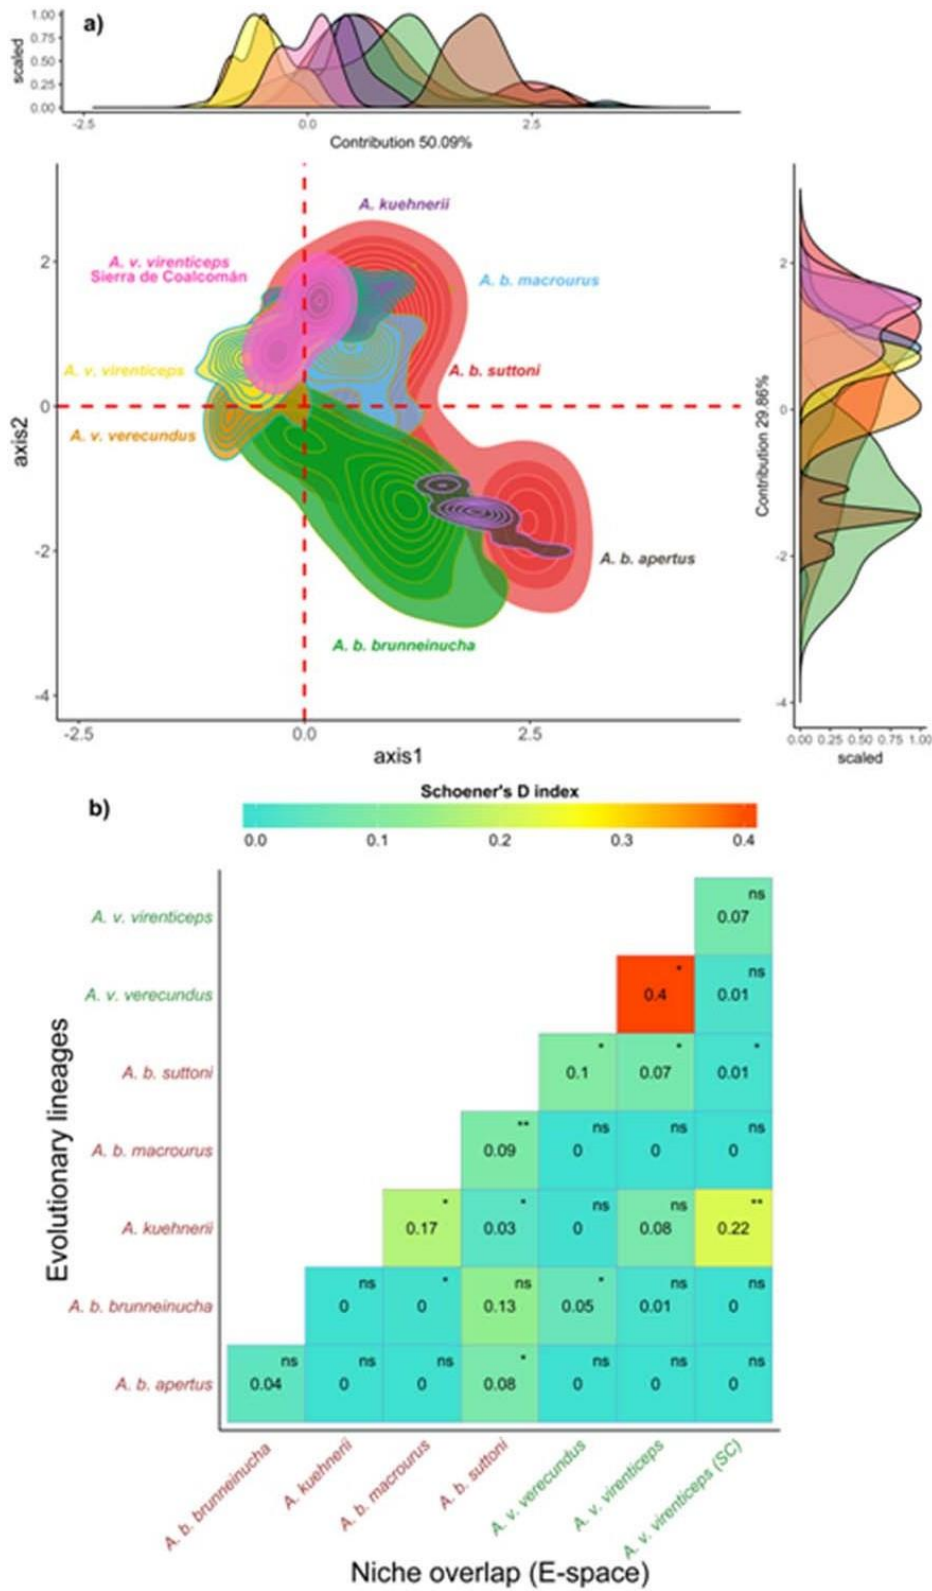 a)
scaled
1.00
0.75
0.50
0.25
0.00
-2.5
0.0
2.5
Contribution 50.09%
A. kuehnerii
A. v. virenticeps
Sierra de Coalcomán
A. b. macrourus
A. v. virenticeps
A. b. suttoni
A. v. verecundus
A. b. apertus
A. b. brunneinucha
axis2
2
0
-2
-4
-2.5
0.0
2.5
axis1
Contribution 29.86%
2
0
-2
-4
0.00 0.25 0.50 0.75 1.00
scaled
b)
Schoener's D index
0.0 0.1 0.2 0.3 0.4
Evolutionary lineages
A. v. virenticeps
ns
0.07
A. v. verecundus
* ns
0.4 0.01
A. b. suttoni
* * *
0.1 0.07 0.01
A. b. macrourus
** ns ns ns
0.09 0 0 0
A. kuehnerii
* * ns ns **
0.17 0.03 0 0.08 0.22
A. b. brunneinucha
ns * ns * ns ns
0 0 0.13 0.05 0.01 0
A. b. apertus
ns ns ns * ns ns ns
0.04 0 0 0.08 0 0 0
A. b. brunneinucha
A. kuehnerii
A. b. macrourus
A. b. suttoni
A. v. verecundus
A. v. virenticeps
A. v. virenticeps (SC)
Niche overlap (E-space)